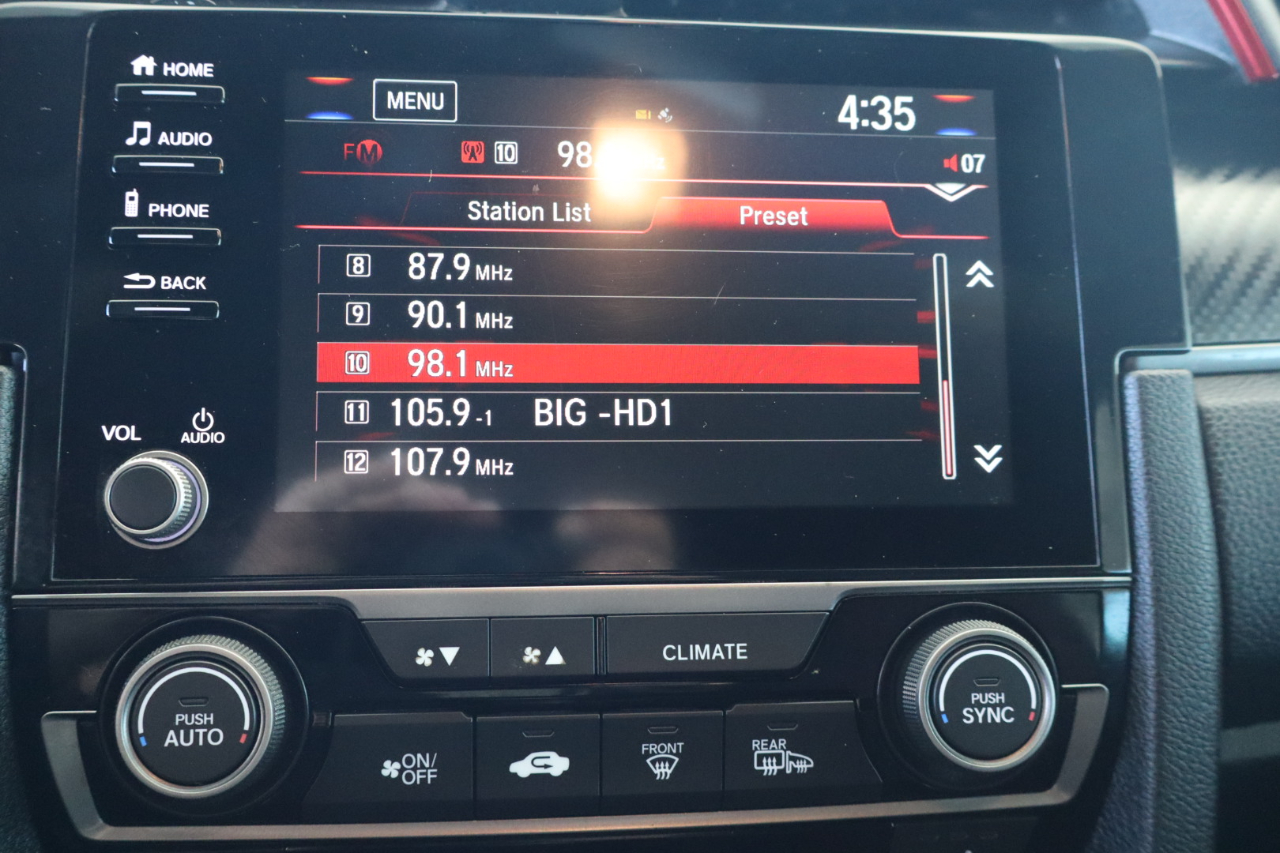 HOME
AUDIO
PHONE
BACK
VOL
AUDIO
MENU
4:35
FM 10 98
07
Station List
Preset
8 87.9 MHz
9 90.1 MHz
10 98.1 MHz
11 105.9 -1 BIG -HD1
12 107.9 MHz
CLIMATE
PUSH
AUTO
PUSH
SYNC
ON/
OFF
FRONT
REAR